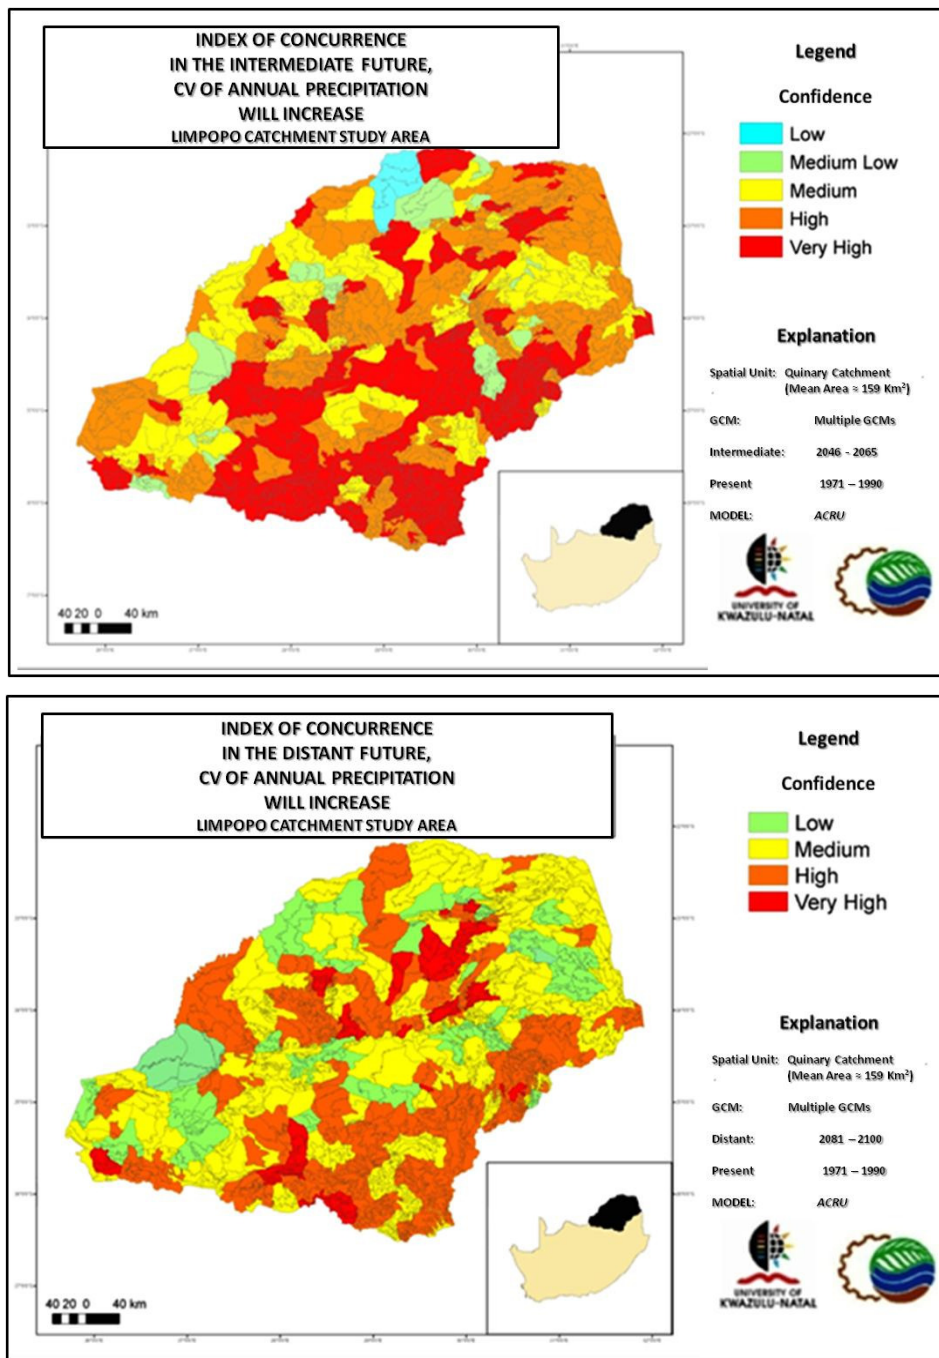 INDEX OF CONCURRENCE
IN THE INTERMEDIATE FUTURE,
CV OF ANNUAL PRECIPITATION
WILL INCREASE
LIMPOPO CATCHMENT STUDY AREA
Legend
Confidence
Low
Medium Low
Medium
High
Very High
Explanation
Spatial Unit: Quinary Catchment
(Mean Area ≈ 159 Km²)
GCM: Multiple GCMs
Intermediate: 2046 - 2065
Present 1971 – 1990
MODEL: ACRU
UNIVERSITY OF
KWAZULU-NATAL
40 20 0 40 km
INDEX OF CONCURRENCE
IN THE DISTANT FUTURE,
CV OF ANNUAL PRECIPITATION
WILL INCREASE
LIMPOPO CATCHMENT STUDY AREA
Legend
Confidence
Low
Medium
High
Very High
Explanation
Spatial Unit: Quinary Catchment
(Mean Area ≈ 159 Km²)
GCM: Multiple GCMs
Distant: 2081 – 2100
Present 1971 – 1990
MODEL: ACRU
UNIVERSITY OF
KWAZULU-NATAL
40 20 0 40 km